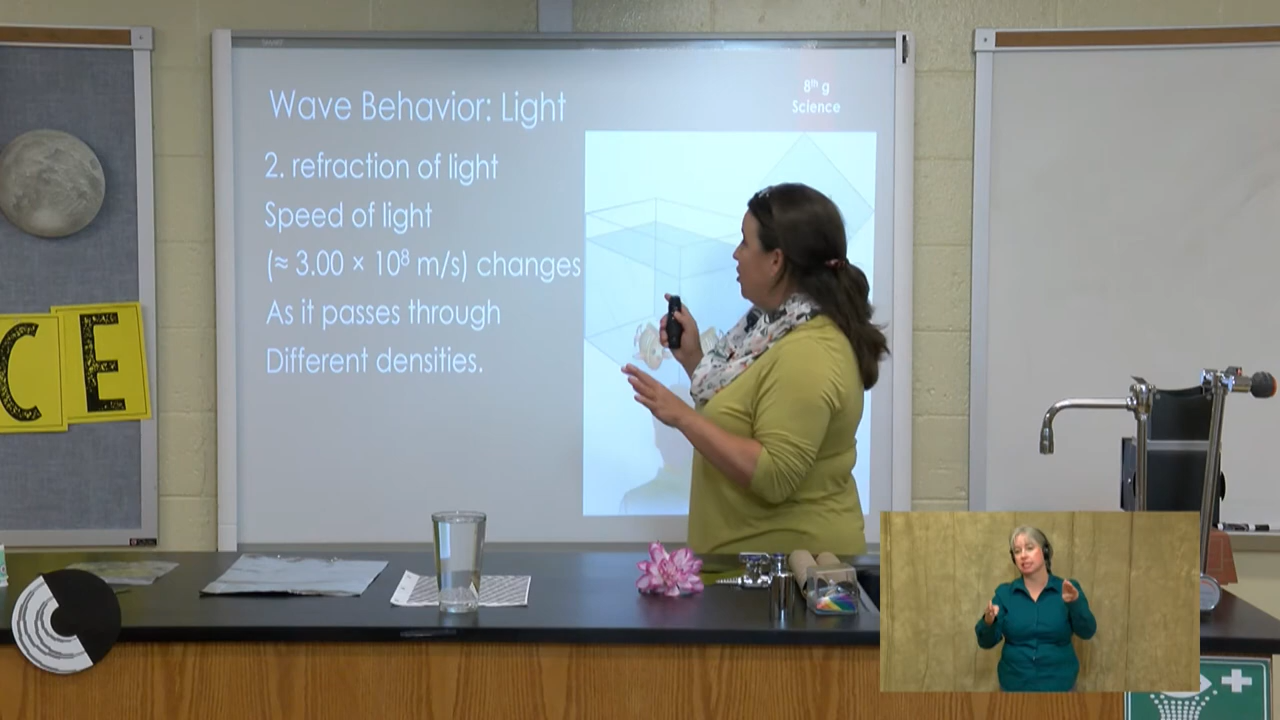 Wave Behavior: Light
8th g
Science
2. refraction of light
Speed of light
(≈ 3.00 × 10⁸ m/s) changes
As it passes through
Different densities.
C E